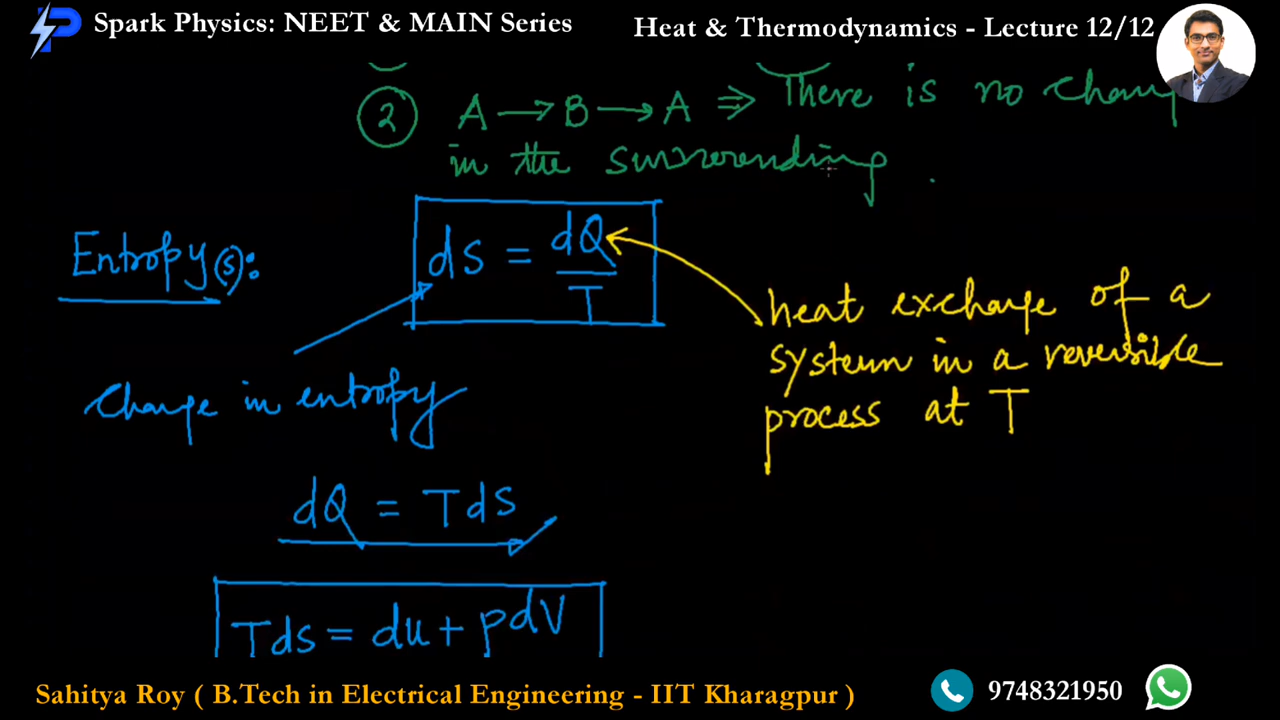 Spark Physics: NEET & MAIN Series
Heat & Thermodynamics - Lecture 12/12
② A → B → A ⇒ There is no chang
in the surrounding .
Entropy(s):
dS = dQ/T
heat exchange of a
system in a reversible
process at T
Change in entropy
dQ = TdS
Tds = du + pdV
Sahitya Roy ( B.Tech in Electrical Engineering - IIT Kharagpur )
9748321950